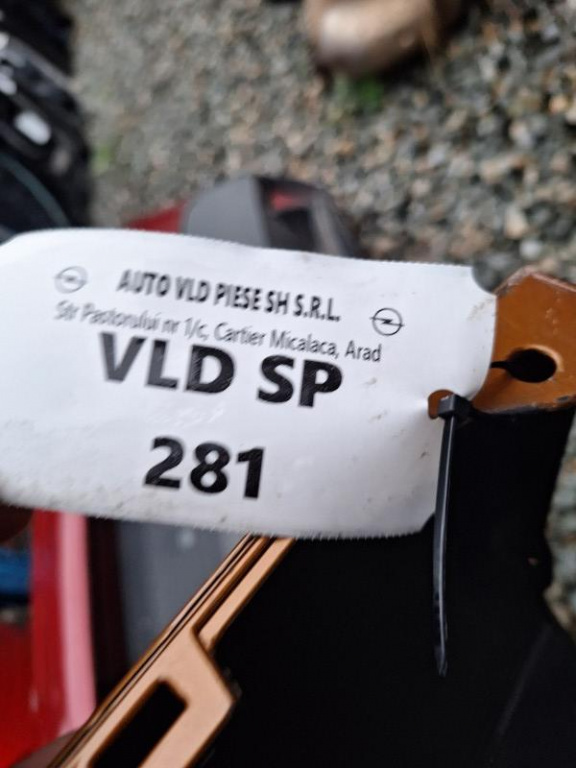 AUTO VLD PIESE SH S.R.L.
Str Pastorului nr 1/c, Cartier Micalaca, Arad
VLD SP
281